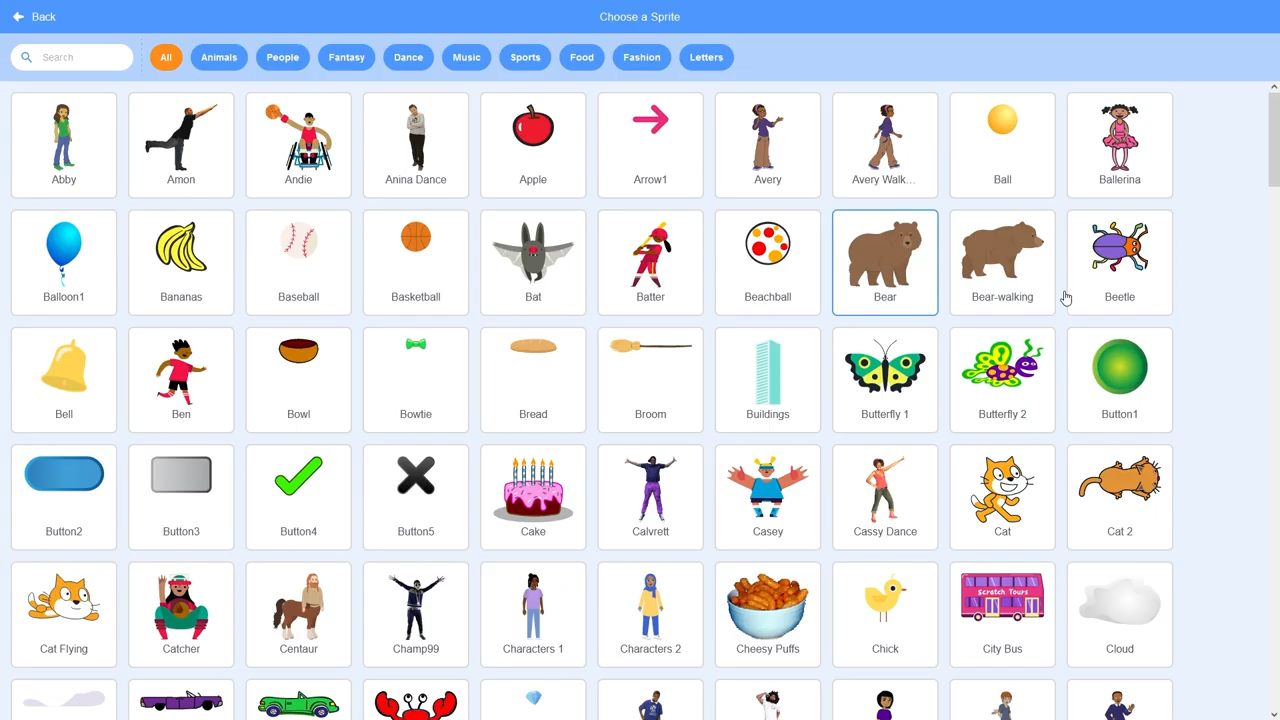 Back
Choose a Sprite
Search
All Animals People Fantasy Dance Music Sports Food Fashion Letters
Abby Amon Andie Anina Dance Apple Arrow1 Avery Avery Walk... Ball Ballerina
Balloon1 Bananas Baseball Basketball Bat Batter Beachball Bear Bear-walking Beetle
Bell Ben Bowl Bowtie Bread Broom Buildings Butterfly 1 Butterfly 2 Button1
Button2 Button3 Button4 Button5 Cake Calvrett Casey Cassy Dance Cat Cat 2
Scratch Tours
Cat Flying Catcher Centaur Champ99 Characters 1 Characters 2 Cheesy Puffs Chick City Bus Cloud